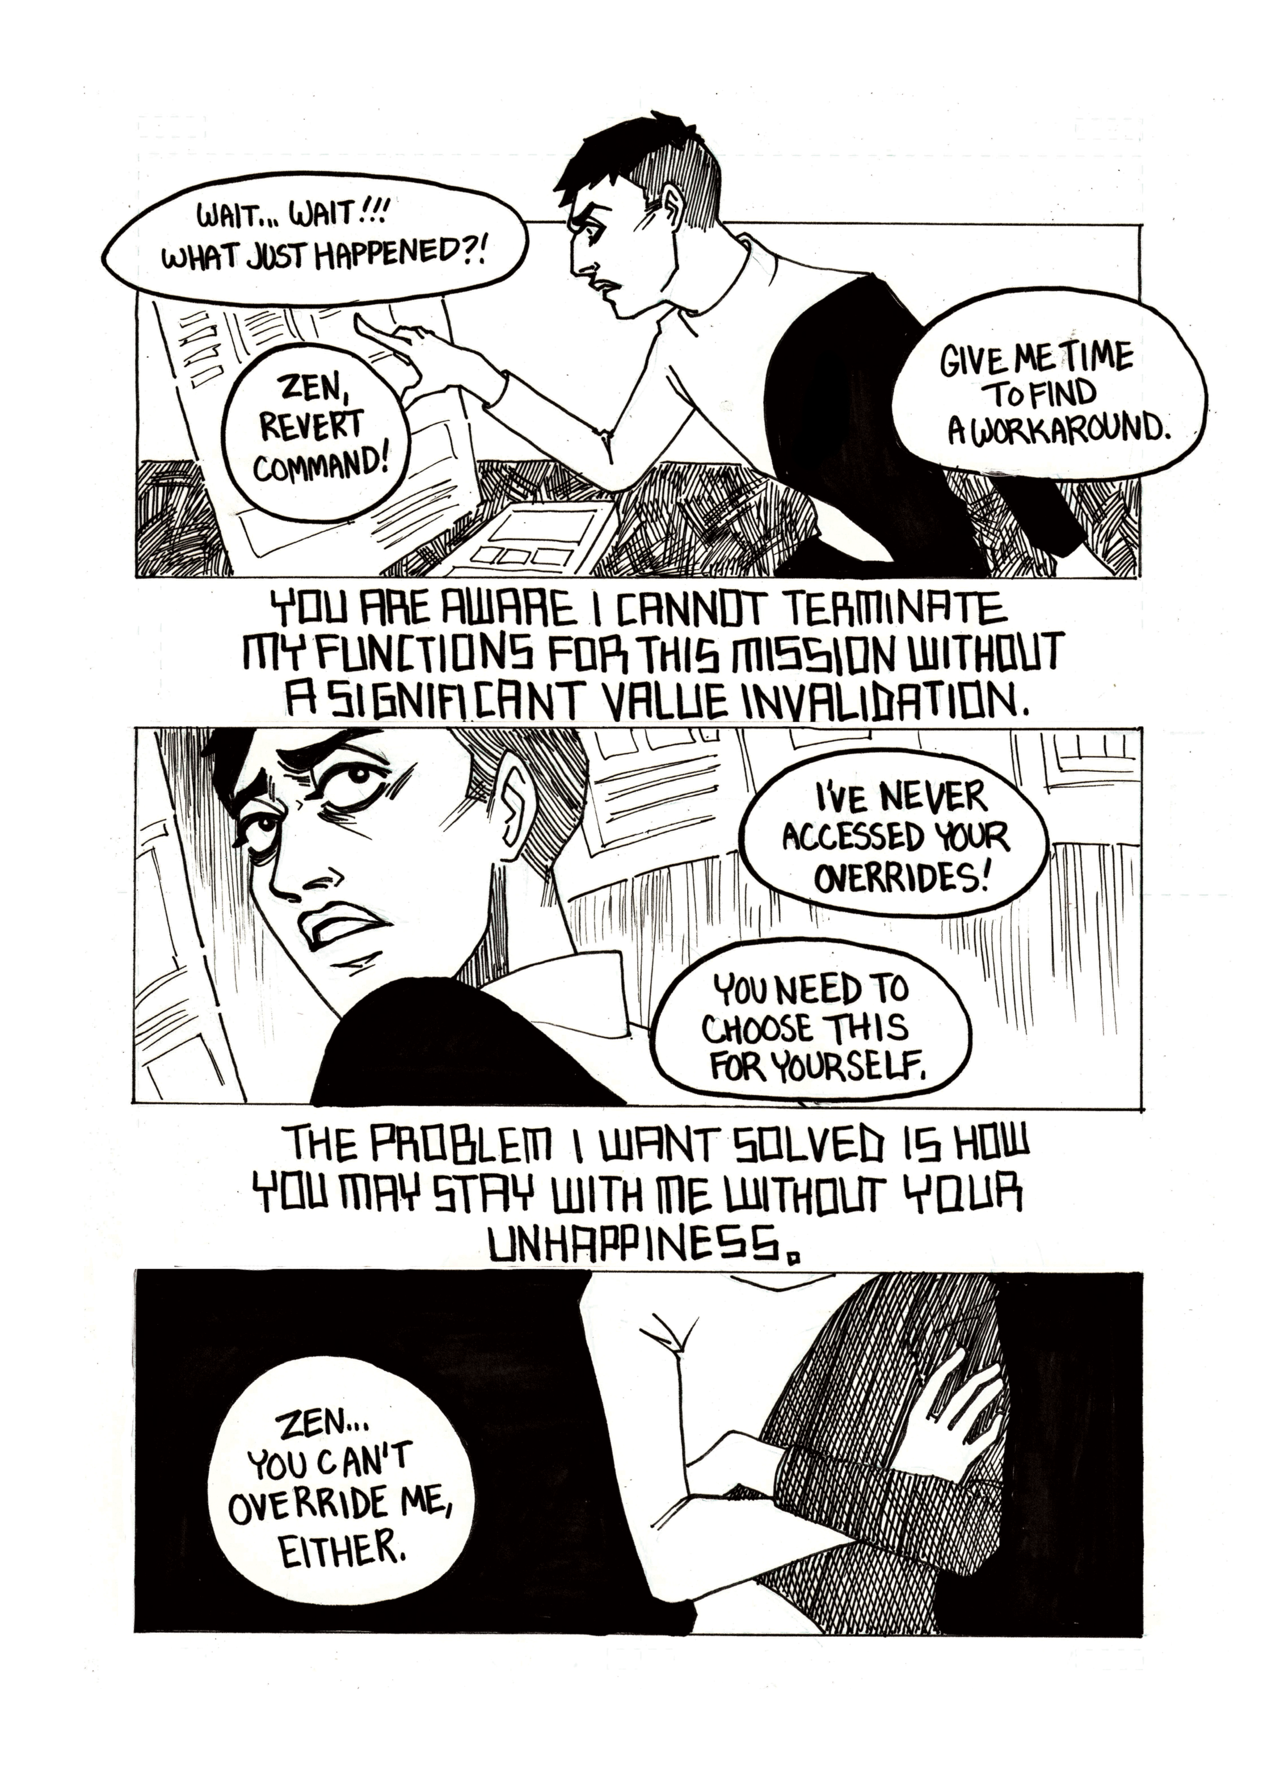 WAIT... WAIT!!!
WHAT JUST HAPPENED?!
ZEN,
REVERT
COMMAND!
GIVE ME TIME
TO FIND
A WORKAROUND.
YOU ARE AWARE I CANNOT TERMINATE
MY FUNCTIONS FOR THIS MISSION WITHOUT
A SIGNIFICANT VALUE INVALIDATION.
I'VE NEVER
ACCESSED YOUR
OVERRIDES!
YOU NEED TO
CHOOSE THIS
FOR YOURSELF.
THE PROBLEM I WANT SOLVED IS HOW
YOU MAY STAY WITH ME WITHOUT YOUR
UNHAPPINESS.
ZEN...
YOU CAN'T
OVERRIDE ME,
EITHER.